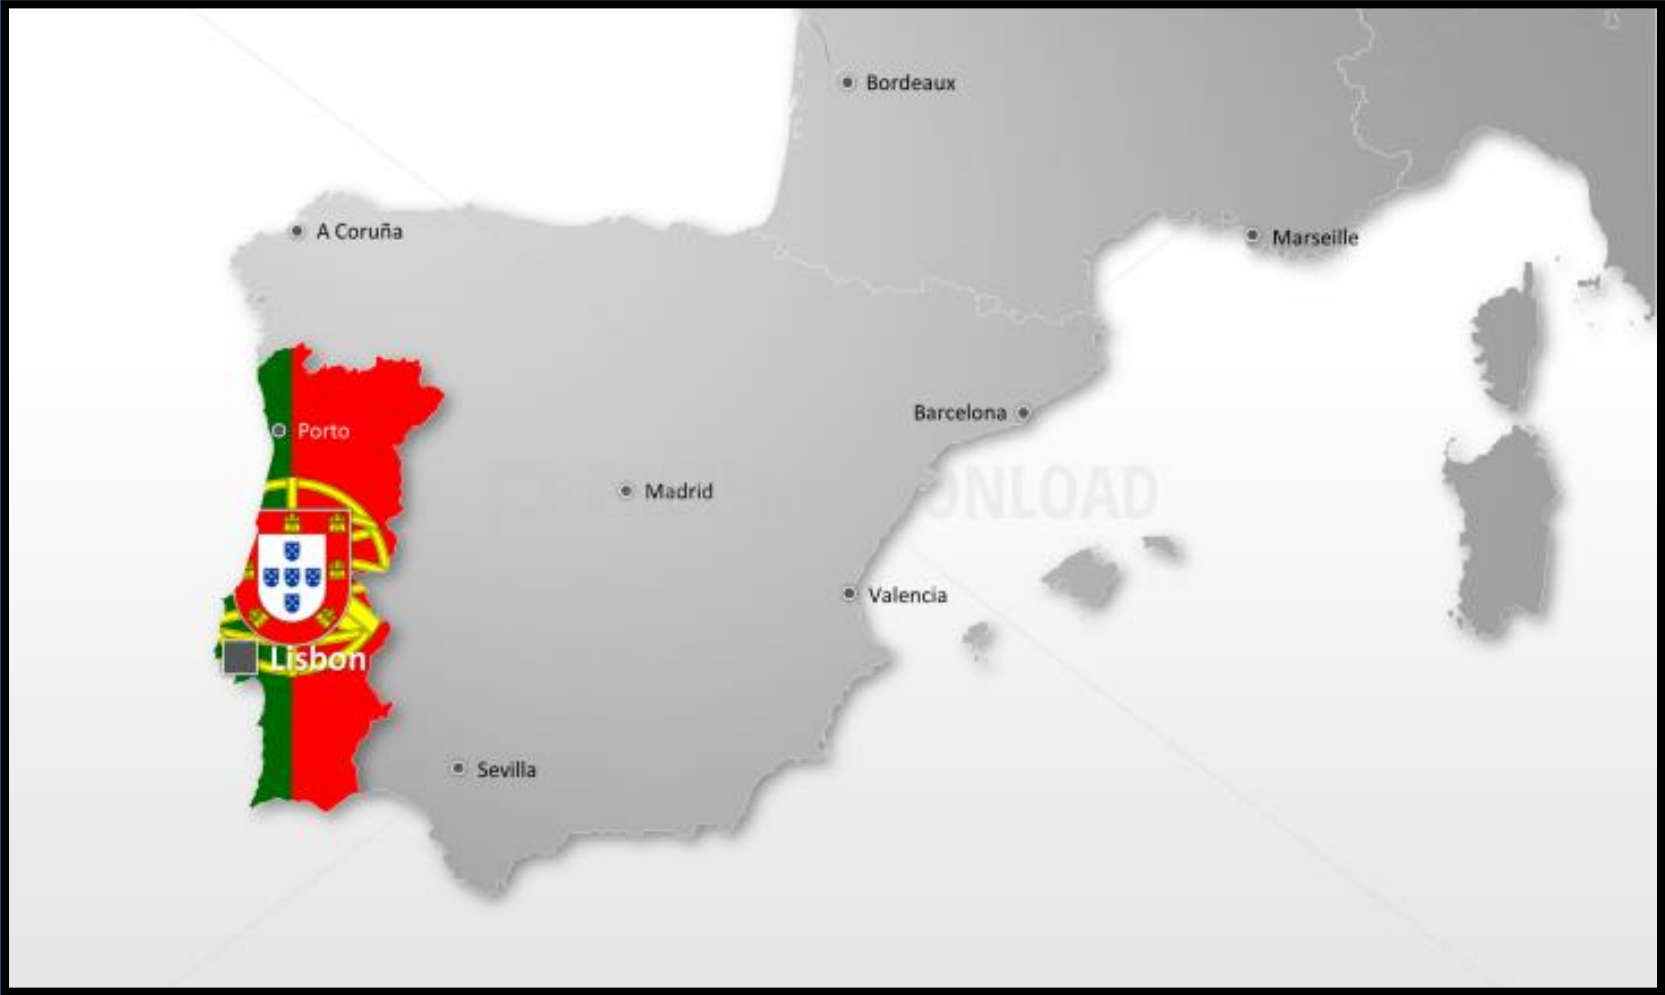 Bordeaux
A Coruña
Marseille
Barcelona
Porto
Madrid
Valencia
Lisbon
Sevilla